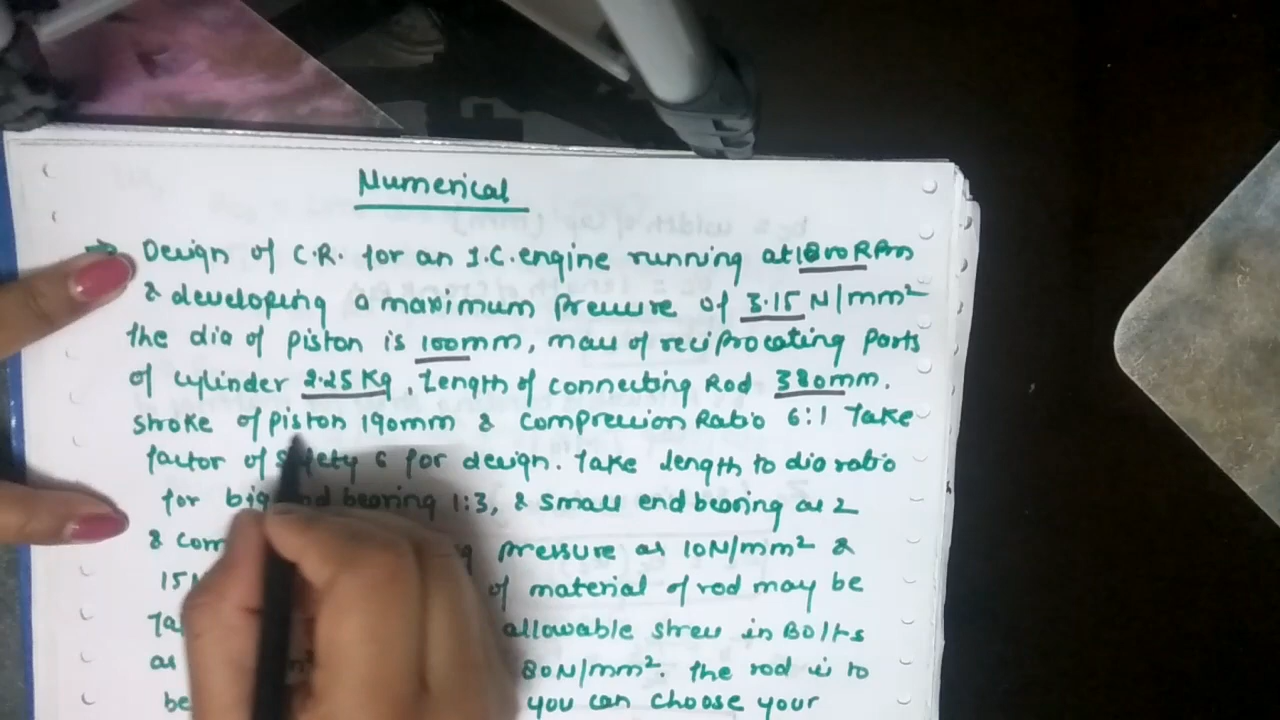 Numerical
→ Design of C.R. for an I.C. engine running at 1800 RPm
& developing a maximum pressure of 3.15 N/mm²
the dia of piston is 100mm, mass of reciprocating parts
of cylinder 2.25 Kg, length of connecting Rod 380mm.
stroke of piston 190mm & compression Ratio 6:1 Take
factor of safety 6 for design. Take length to dia ratio
for big end bearing 1:3, & small end bearing as 2
& pressure as 10N/mm² &
of material of rod may be
allowable stress in Bolts
as 80N/mm². the rod is to
be you can choose your